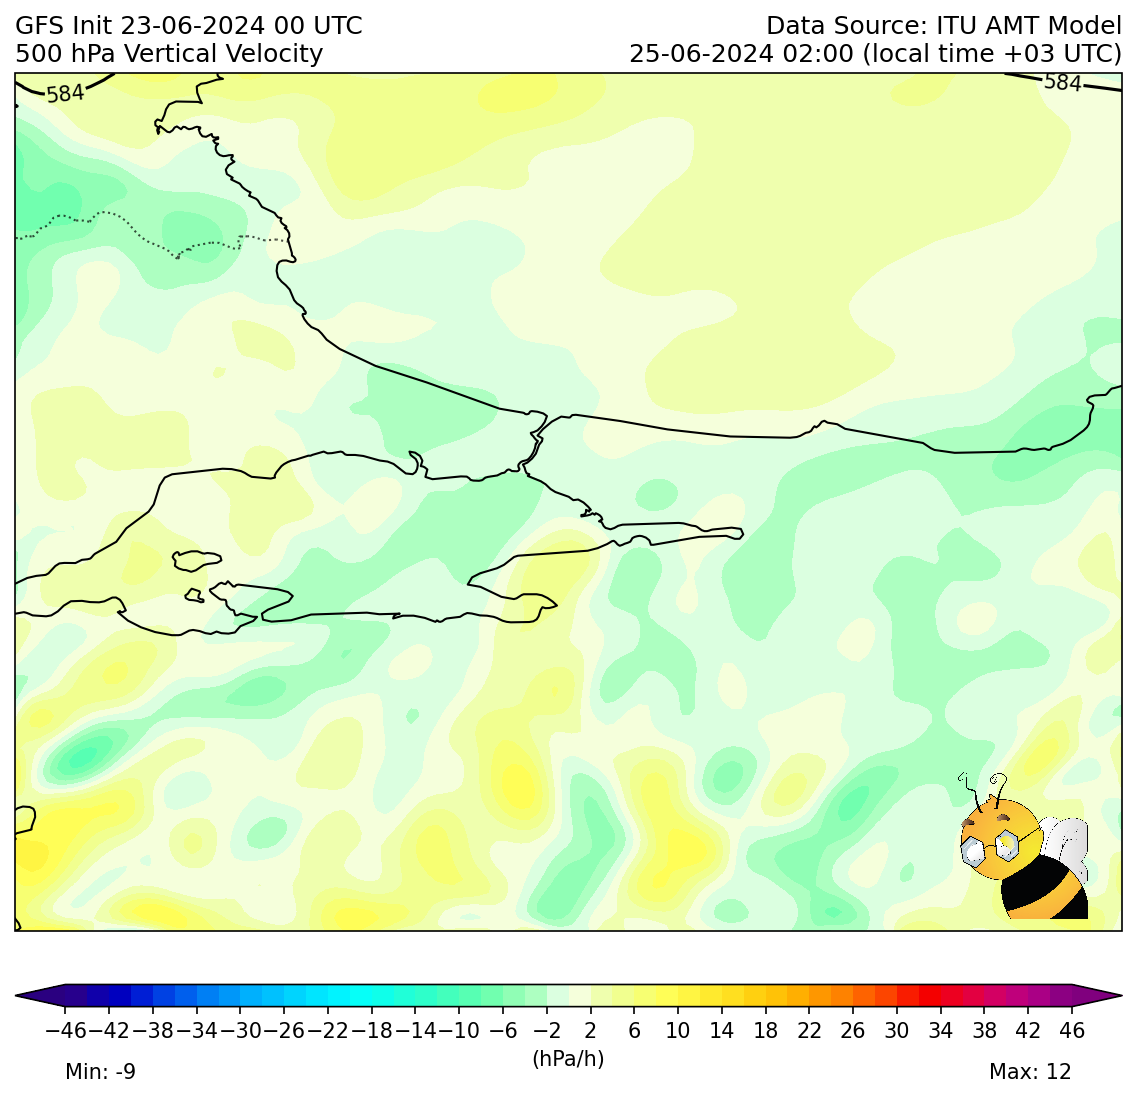 GFS Init 23-06-2024 00 UTC
Data Source: ITU AMT Model
500 hPa Vertical Velocity
25-06-2024 02:00 (local time +03 UTC)
584
584
−46 −42 −38 −34 −30 −26 −22 −18 −14 −10 −6 −2 2 6 10 14 18 22 26 30 34 38 42 46
(hPa/h)
Min: -9
Max: 12